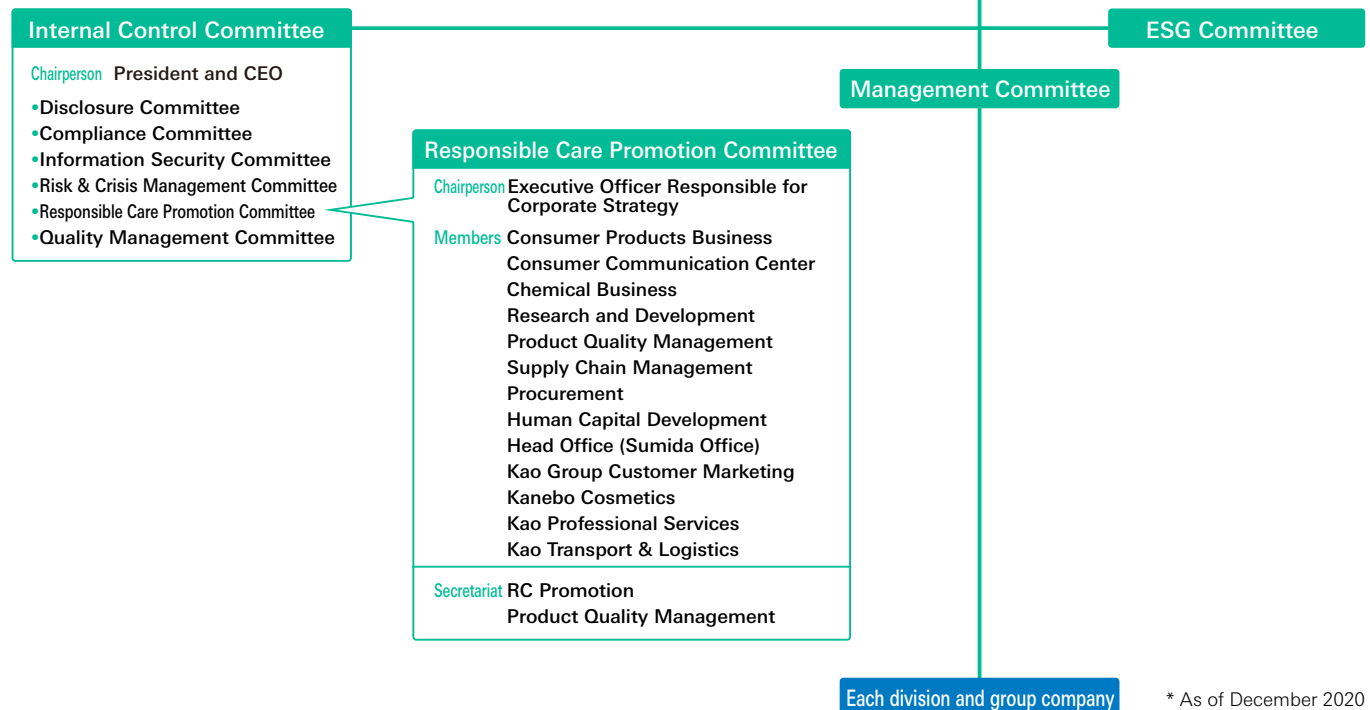 Internal Control Committee
Chairperson President and CEO
•Disclosure Committee
•Compliance Committee
•Information Security Committee
•Risk & Crisis Management Committee
•Responsible Care Promotion Committee
•Quality Management Committee
ESG Committee
Management Committee
Responsible Care Promotion Committee
Chairperson Executive Officer Responsible for
Corporate Strategy
Members Consumer Products Business
Consumer Communication Center
Chemical Business
Research and Development
Product Quality Management
Supply Chain Management
Procurement
Human Capital Development
Head Office (Sumida Office)
Kao Group Customer Marketing
Kanebo Cosmetics
Kao Professional Services
Kao Transport & Logistics
Secretariat RC Promotion
Product Quality Management
Each division and group company
* As of December 2020